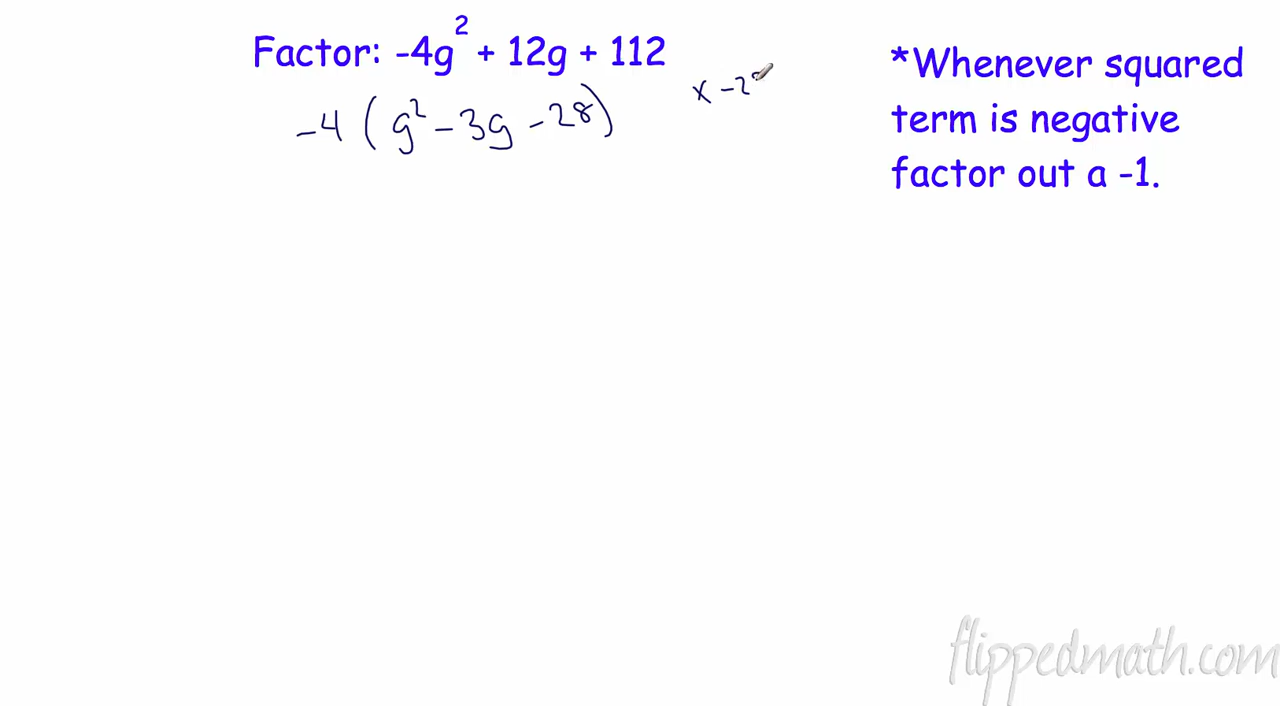 Factor: -4g² + 12g + 112
-4 ( g² - 3g - 28 )
x -2
*Whenever squared
term is negative
factor out a -1.
flippedmath.com